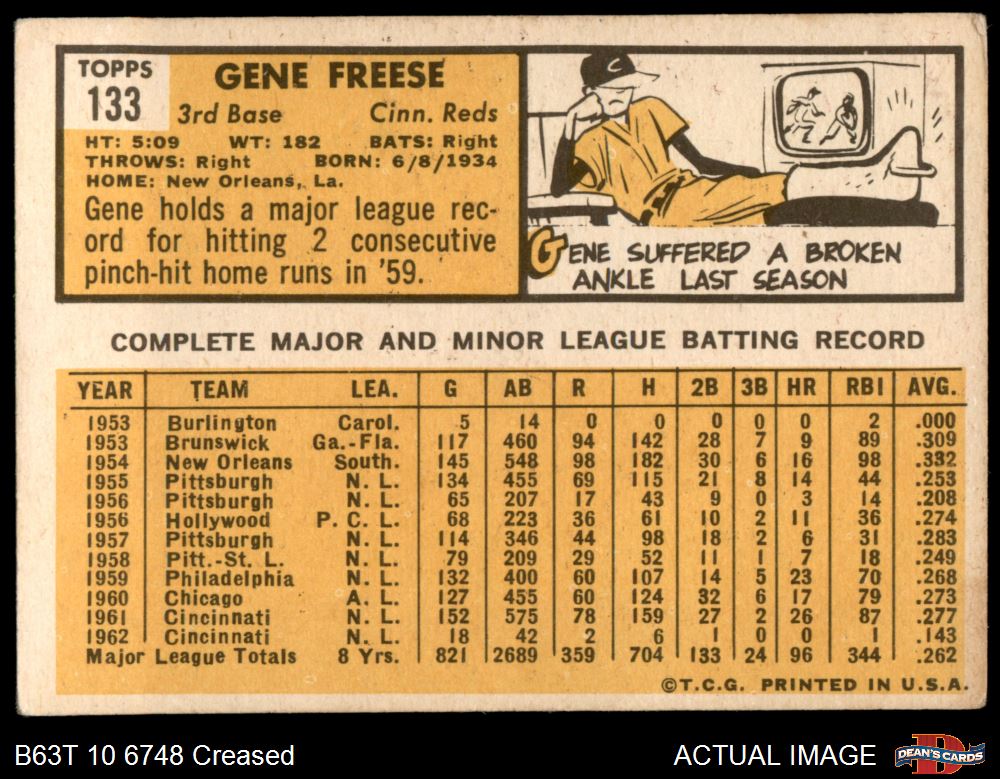 TOPPS
133
GENE FREESE
3rd Base Cinn. Reds
HT: 5:09 WT: 182 BATS: Right
THROWS: Right BORN: 6/8/1934
HOME: New Orleans, La.
Gene holds a major league rec-
ord for hitting 2 consecutive
pinch-hit home runs in '59.
C
GENE SUFFERED A BROKEN
ANKLE LAST SEASON
COMPLETE MAJOR AND MINOR LEAGUE BATTING RECORD
YEAR TEAM LEA. G AB R H 2B 3B HR RBI AVG.
1953 Burlington Carol. 5 14 0 0 0 0 0 2 .000
1953 Brunswick Ga.-Fla. 117 460 94 142 28 7 9 89 .309
1954 New Orleans South. 145 548 98 182 30 6 16 98 .332
1955 Pittsburgh N. L. 134 455 69 115 21 8 14 44 .253
1956 Pittsburgh N. L. 65 207 17 43 9 0 3 14 .208
1956 Hollywood P. C. L. 68 223 36 61 10 2 11 36 .274
1957 Pittsburgh N. L. 114 346 44 98 18 2 6 31 .283
1958 Pitt.-St. L. N. L. 79 209 29 52 11 1 7 18 .249
1959 Philadelphia N. L. 132 400 60 107 14 5 23 70 .268
1960 Chicago A. L. 127 455 60 124 32 6 17 79 .273
1961 Cincinnati N. L. 152 575 78 159 27 2 26 87 .277
1962 Cincinnati N. L. 18 42 2 6 1 0 0 1 .143
Major League Totals 8 Yrs. 821 2689 359 704 133 24 96 344 .262
©T.C.G. PRINTED IN U.S.A.
B63T 10 6748 Creased ACTUAL IMAGE
DEAN'S CARDS